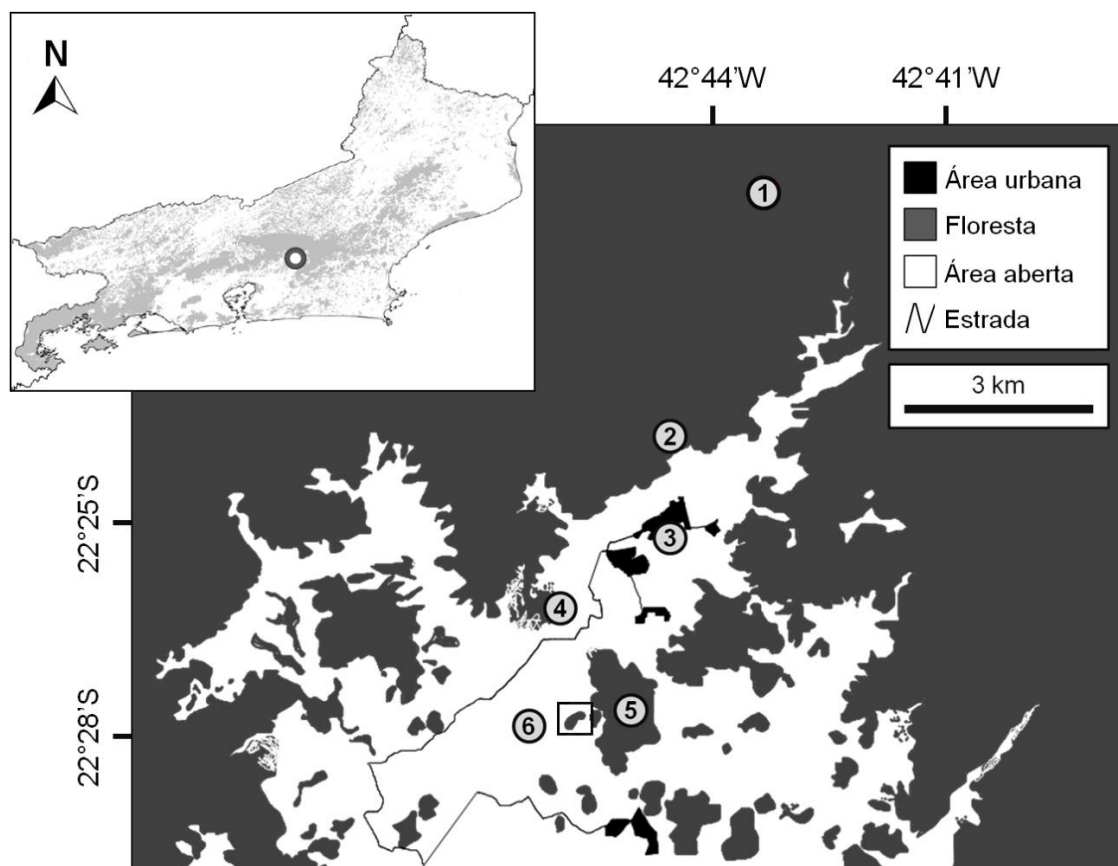 N
42°44'W
42°41'W
1
Área urbana
Floresta
Área aberta
Estrada
3 km
2
22°25'S
3
4
5
6
22°28'S